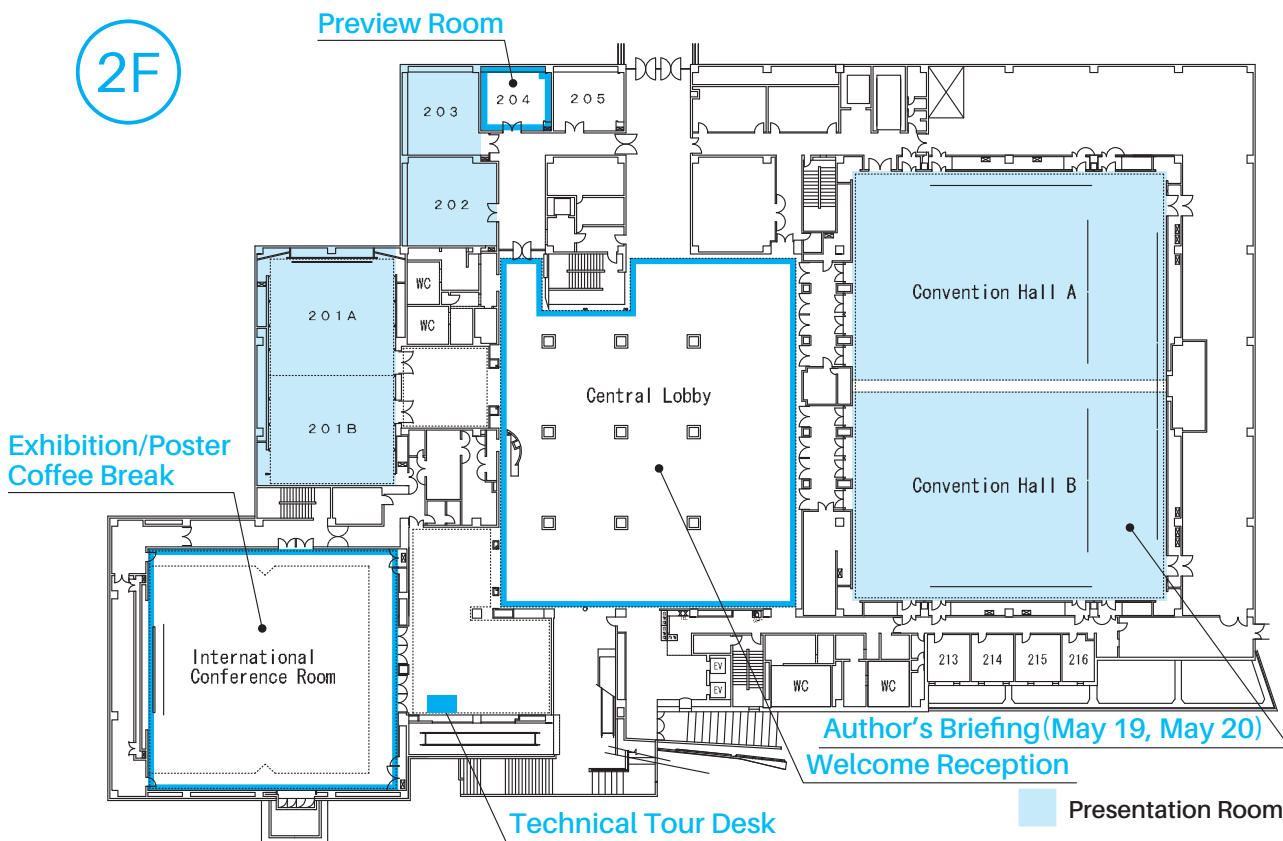 Preview Room
2F
203
204
205
202
WC
WC
201A
201B
Convention Hall A
Central Lobby
Exhibition/Poster
Coffee Break
Convention Hall B
International
Conference Room
213
214
215
216
EV
EV
WC
WC
Author's Briefing(May 19, May 20)
Welcome Reception
Technical Tour Desk
Presentation Room